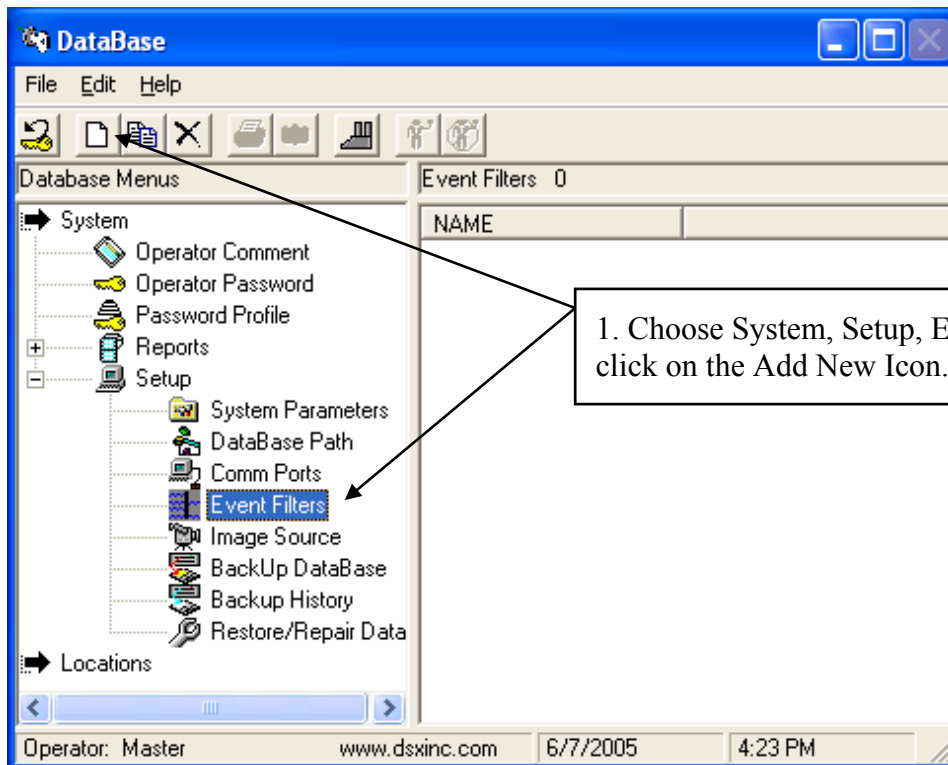 DataBase
File Edit Help
Database Menus
Event Filters 0
System
NAME
Operator Comment
Operator Password
Password Profile
Reports
Setup
System Parameters
DataBase Path
Comm Ports
Event Filters
Image Source
BackUp DataBase
Backup History
Restore/Repair Data
Locations
1. Choose System, Setup, E
click on the Add New Icon.
Operator: Master www.dsxinc.com 6/7/2005 4:23 PM